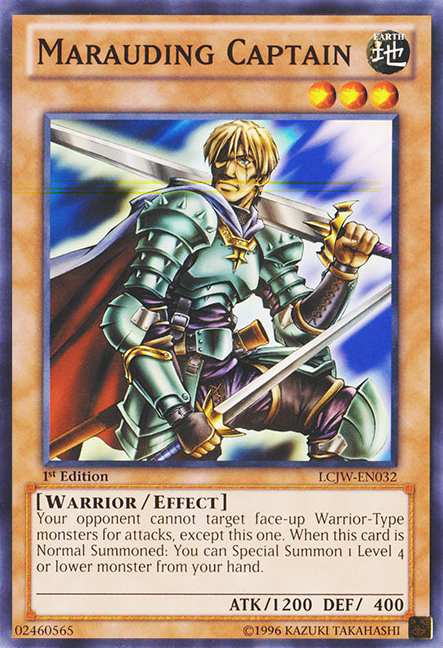 Marauding Captain
EARTH
地
1st Edition
LCJW-EN032
[Warrior/Effect]
Your opponent cannot target face-up Warrior-Type
monsters for attacks, except this one. When this card is
Normal Summoned: You can Special Summon 1 Level 4
or lower monster from your hand.
ATK/1200 DEF/ 400
02460565
©1996 KAZUKI TAKAHASHI